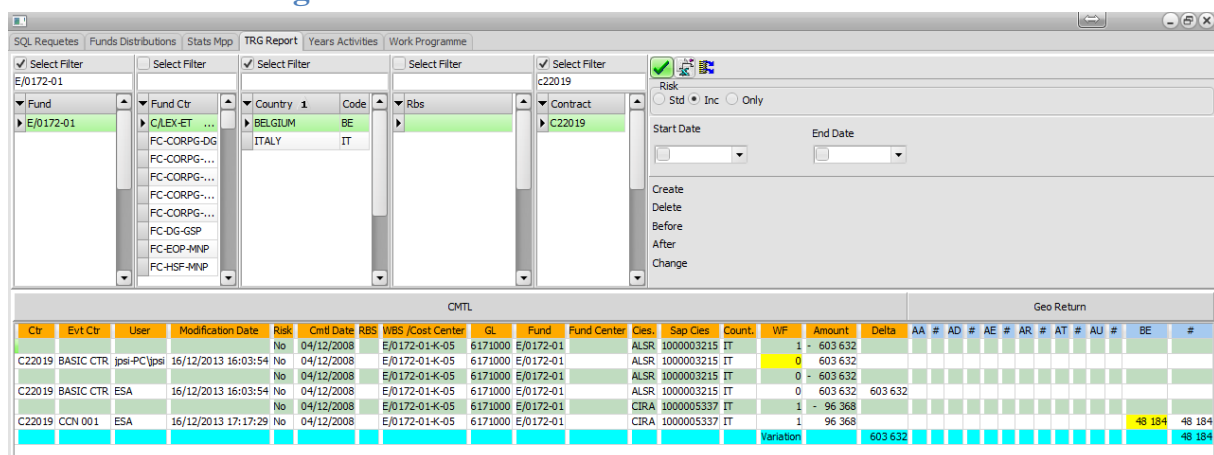 SQL Requetes Funds Distributions Stats Mpp TRG Report Years Activities Work Programme
Select Filter Select Filter Select Filter Select Filter Select Filter
E/0172-01 c22019
Fund Fund Ctr Country 1 Code Rbs Contract
E/0172-01 C/LEX-ET ... BELGIUM BE C22019
FC-CORPG-DG ITALY IT
FC-CORPG-...
FC-CORPG-...
FC-CORPG-...
FC-CORPG-...
FC-DG-GSP
FC-EOP-MNP
FC-HSF-MNP
Risk
Std Inc Only
Start Date End Date
Create
Delete
Before
After
Change
CMTL Geo Return
Ctr Evt Ctr User Modification Date Risk Cmtl Date RBS WBS /Cost Center GL Fund Fund Center Cies. Sap Cies Count. WF Amount Delta AA # AD # AE # AR # AT # AU # BE #
No 04/12/2008 E/0172-01-K-05 6171000 E/0172-01 ALSR 1000003215 IT 1 - 603 632
C22019 BASIC CTR jpsi-PC\jpsi 16/12/2013 16:03:54 No 04/12/2008 E/0172-01-K-05 6171000 E/0172-01 ALSR 1000003215 IT 0 603 632
No 04/12/2008 E/0172-01-K-05 6171000 E/0172-01 ALSR 1000003215 IT 0 - 603 632
C22019 BASIC CTR ESA 16/12/2013 16:03:54 No 04/12/2008 E/0172-01-K-05 6171000 E/0172-01 ALSR 1000003215 IT 0 603 632 603 632
No 04/12/2008 E/0172-01-K-05 6171000 E/0172-01 CIRA 1000005337 IT 1 - 96 368
C22019 CCN 001 ESA 16/12/2013 17:17:29 No 04/12/2008 E/0172-01-K-05 6171000 E/0172-01 CIRA 1000005337 IT 1 96 368 48 184 48 184
Variation 603 632 48 184